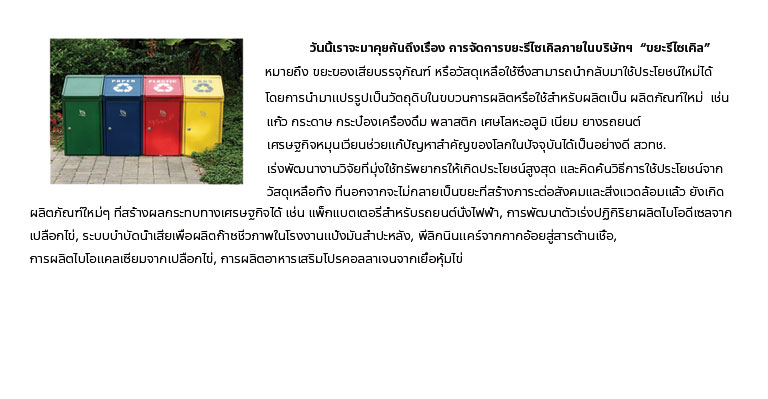 วันนี้เราจะมาคุยกันถึงเรื่อง การจัดการขยะรีไซเคิลภายในบริษัทฯ “ขยะรีไซเคิล”
หมายถึง ขยะของเสียบรรจุภัณฑ์ หรือวัสดุเหลือใช้ซึ่งสามารถนำกลับมาใช้ประโยชน์ใหม่ได้
โดยการนำมาแปรรูปเป็นวัตถุดิบในขบวนการผลิตหรือใช้สำหรับผลิตเป็น ผลิตภัณฑ์ใหม่ เช่น
แก้ว กระดาษ กระป๋องเครื่องดื่ม พลาสติก เศษโลหะอลูมิ เนียม ยางรถยนต์
เศรษฐกิจหมุนเวียนช่วยแก้ปัญหาสำคัญของโลกในปัจจุบันได้เป็นอย่างดี สวทช.
เร่งพัฒนางานวิจัยที่มุ่งใช้ทรัพยากรให้เกิดประโยชน์สูงสุด และคิดค้นวิธีการใช้ประโยชน์จาก
วัสดุเหลือทิ้ง ที่นอกจากจะไม่กลายเป็นขยะที่สร้างภาระต่อสังคมและสิ่งแวดล้อมแล้ว ยังเกิด
ผลิตภัณฑ์ใหม่ๆ ที่สร้างผลกระทบทางเศรษฐกิจได้ เช่น แพ็กแบตเตอรี่สำหรับรถยนต์นั่งไฟฟ้า, การพัฒนาตัวเร่งปฏิกิริยาผลิตไบโอดีเซลจาก
เปลือกไข่, ระบบบำบัดน้ำเสียเพื่อผลิตก๊าซชีวภาพในโรงงานแป้งมันสำปะหลัง, พีลิกนินแคร์จากกากอ้อยสู่สารต้านเชื้อ,
การผลิตไบโอแคลเซียมจากเปลือกไข่, การผลิตอาหารเสริมโปรคอลลาเจนจากเยื่อหุ้มไข่
PAPER
PLASTIC
CANS